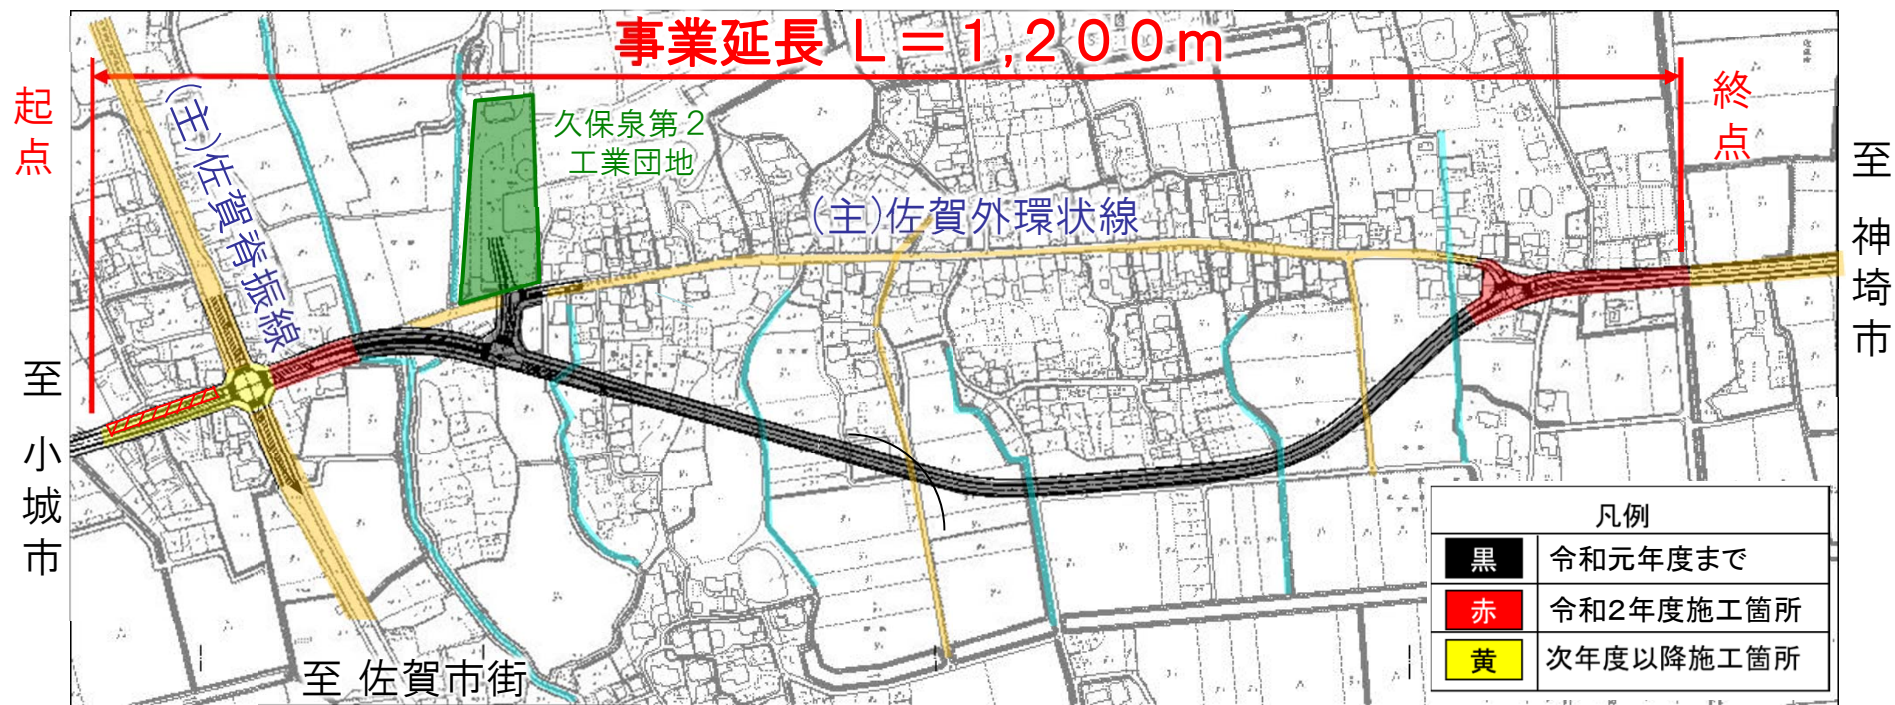 事業延長 L＝1,200m
起点
終点
(主)佐賀脊振線
久保泉第２
工業団地
(主)佐賀外環状線
至 神埼市
至 小城市
至 佐賀市街
凡例
黒 令和元年度まで
赤 令和2年度施工箇所
黄 次年度以降施工箇所